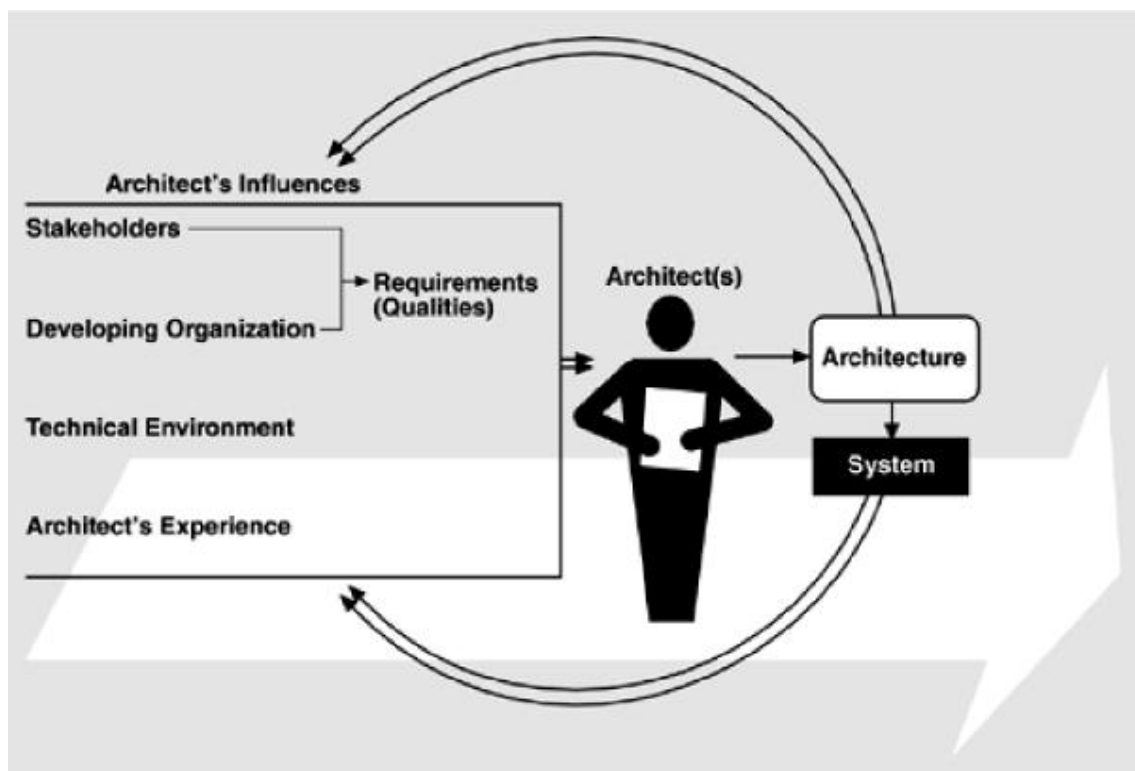 Architect's Influences
Stakeholders
Requirements
(Qualities)
Developing Organization
Technical Environment
Architect's Experience
Architect(s)
Architecture
System